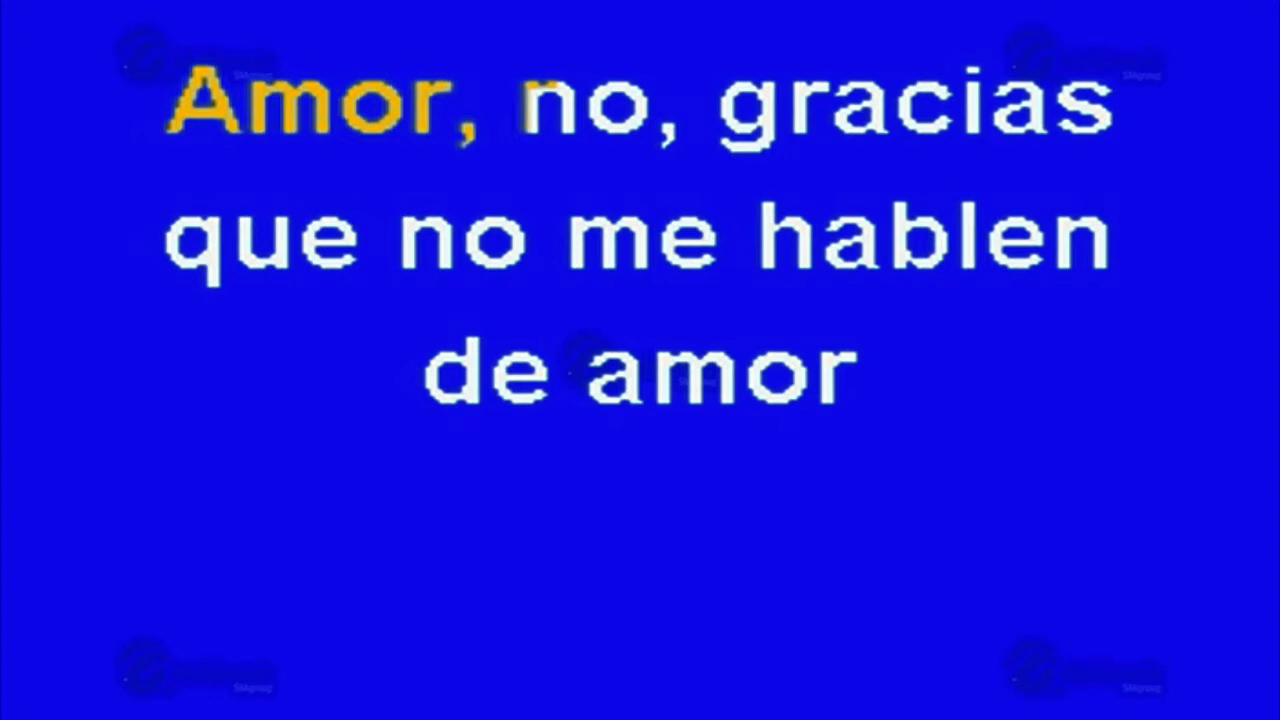 Amor, no, gracias
que no me hablen
de amor